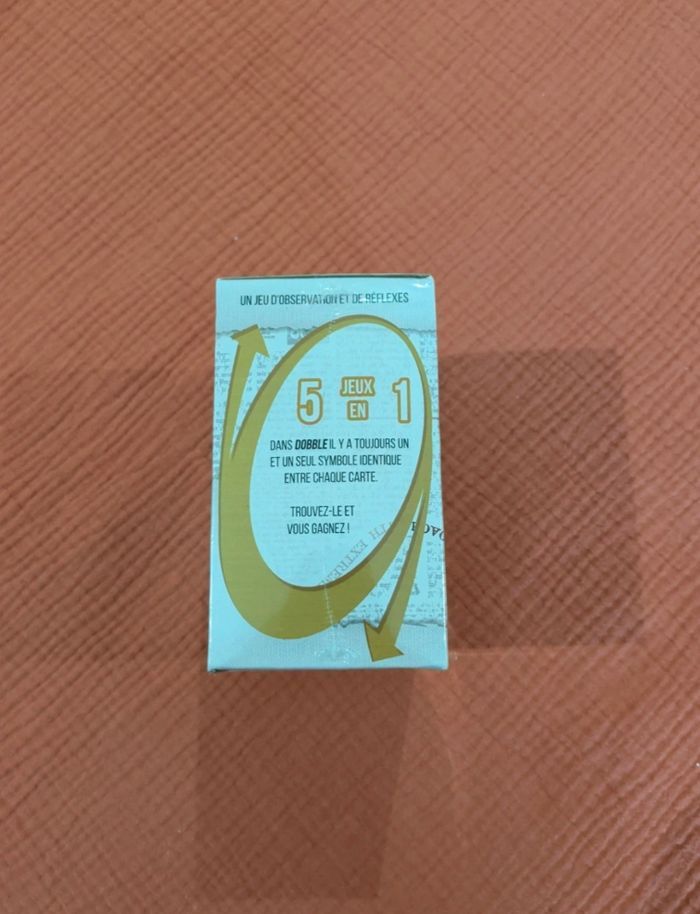 UN JEU D'OBSERVATION ET DE RÉFLEXES
5 JEUX EN 1
DANS DOBBLE IL Y A TOUJOURS UN
ET UN SEUL SYMBOLE IDENTIQUE
ENTRE CHAQUE CARTE.
TROUVEZ-LE ET
VOUS GAGNEZ !